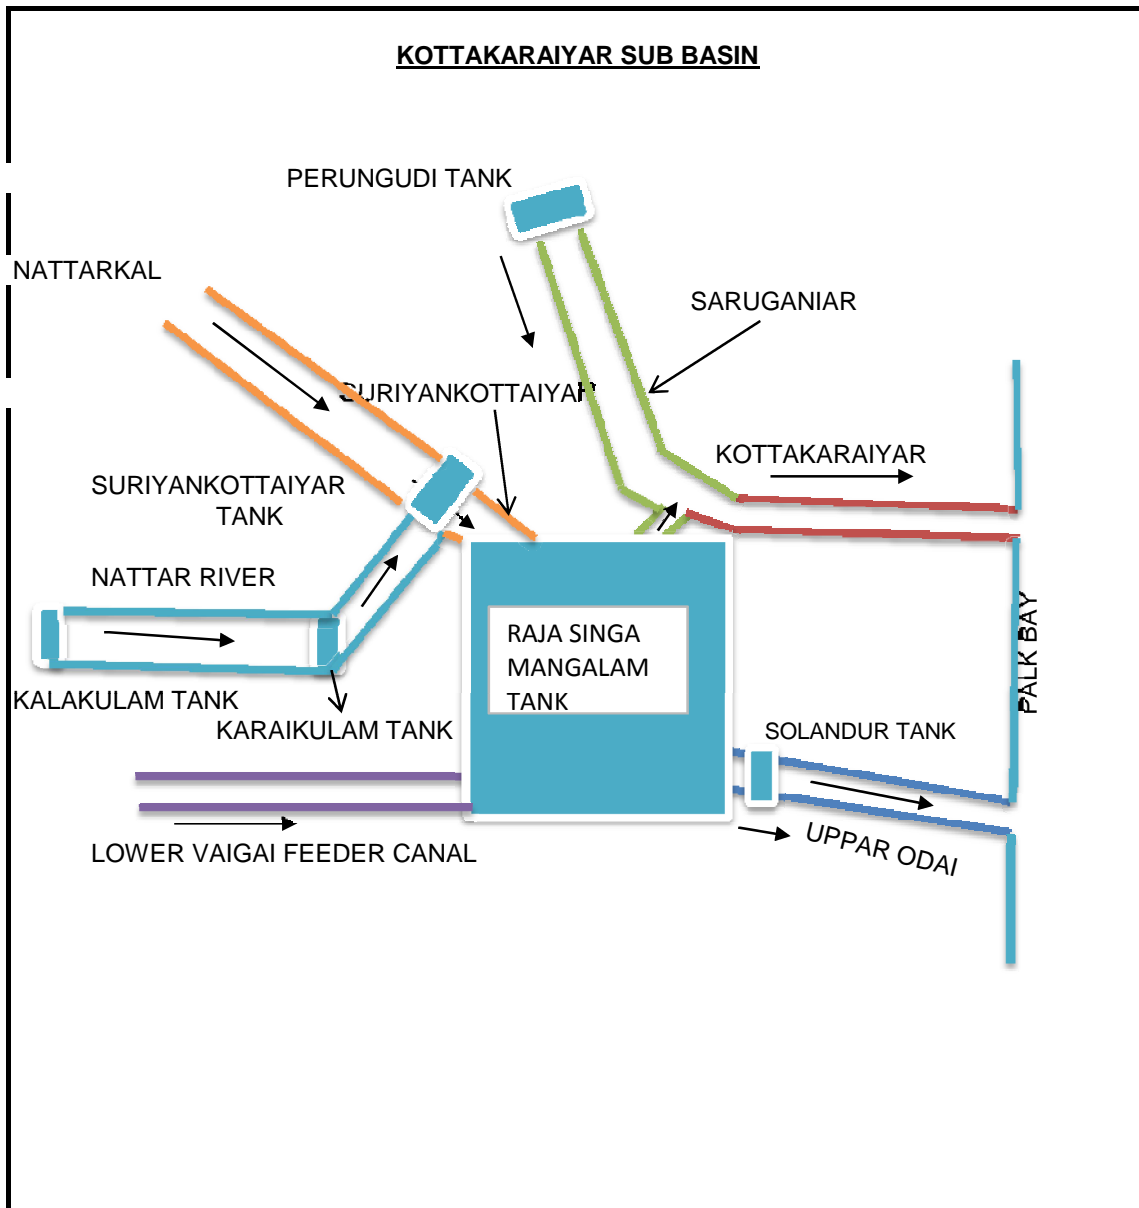 KOTTAKARAIYAR SUB BASIN
PERUNGUDI TANK
NATTARKAL
SARUGANIAR
SURIYANKOTTAIYAR
KOTTAKARAIYAR
SURIYANKOTTAIYAR
TANK
NATTAR RIVER
RAJA SINGA
MANGALAM
TANK
PALK BAY
KALAKULAM TANK
KARAIKULAM TANK
SOLANDUR TANK
UPPAR ODAI
LOWER VAIGAI FEEDER CANAL